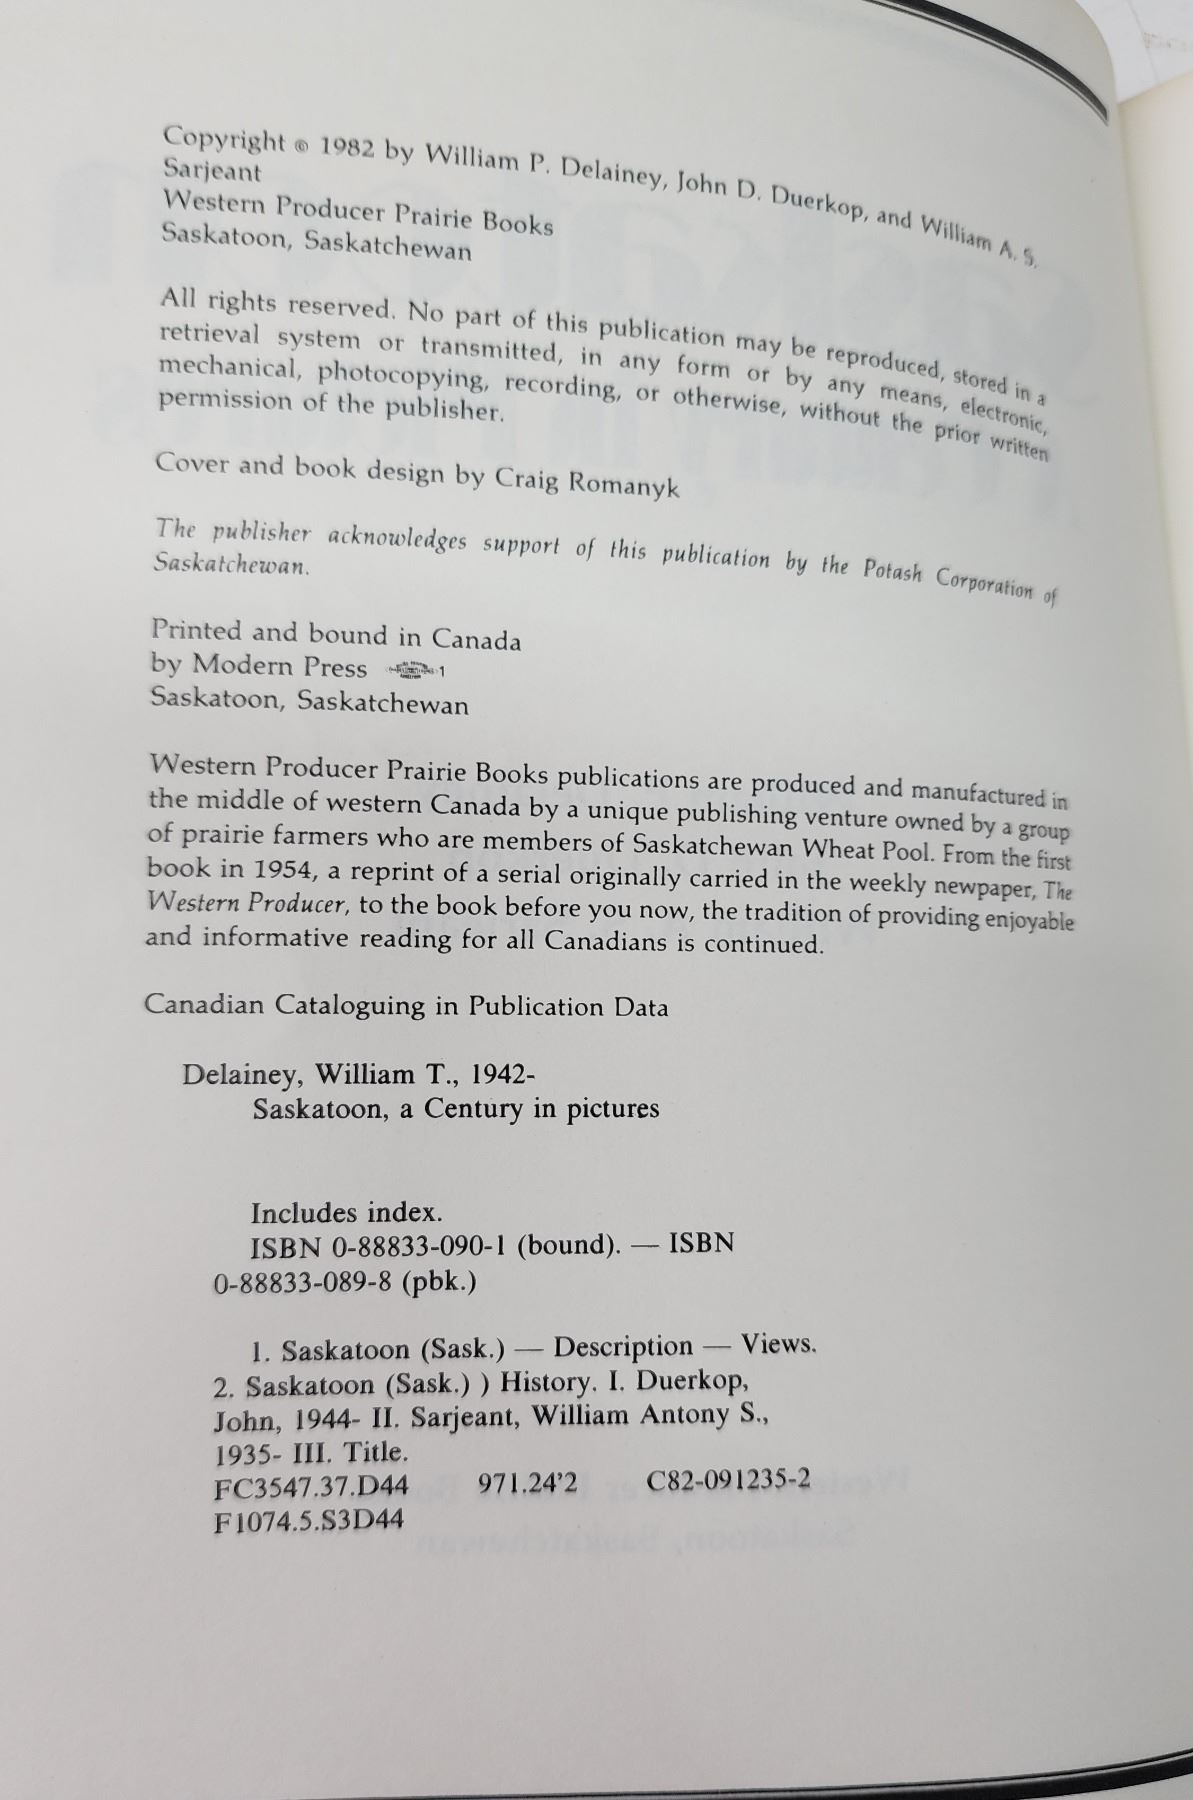 Copyright © 1982 by William P. Delainey, John D. Duerkop, and William A. S.
Sarjeant
Western Producer Prairie Books
Saskatoon, Saskatchewan
All rights reserved. No part of this publication may be reproduced, stored in a
retrieval system or transmitted, in any form or by any means, electronic,
mechanical, photocopying, recording, or otherwise, without the prior written
permission of the publisher.
Cover and book design by Craig Romanyk
The publisher acknowledges support of this publication by the Potash Corporation of
Saskatchewan.
Printed and bound in Canada
by Modern Press 1
Saskatoon, Saskatchewan
Western Producer Prairie Books publications are produced and manufactured in
the middle of western Canada by a unique publishing venture owned by a group
of prairie farmers who are members of Saskatchewan Wheat Pool. From the first
book in 1954, a reprint of a serial originally carried in the weekly newpaper, The
Western Producer, to the book before you now, the tradition of providing enjoyable
and informative reading for all Canadians is continued.
Canadian Cataloguing in Publication Data
Delainey, William T., 1942-
Saskatoon, a Century in pictures
Includes index.
ISBN 0-88833-090-1 (bound). — ISBN
0-88833-089-8 (pbk.)
1. Saskatoon (Sask.) — Description — Views.
2. Saskatoon (Sask.) ) History. I. Duerkop,
John, 1944- II. Sarjeant, William Antony S.,
1935- III. Title.
FC3547.37.D44 971.24'2 C82-091235-2
F1074.5.S3D44